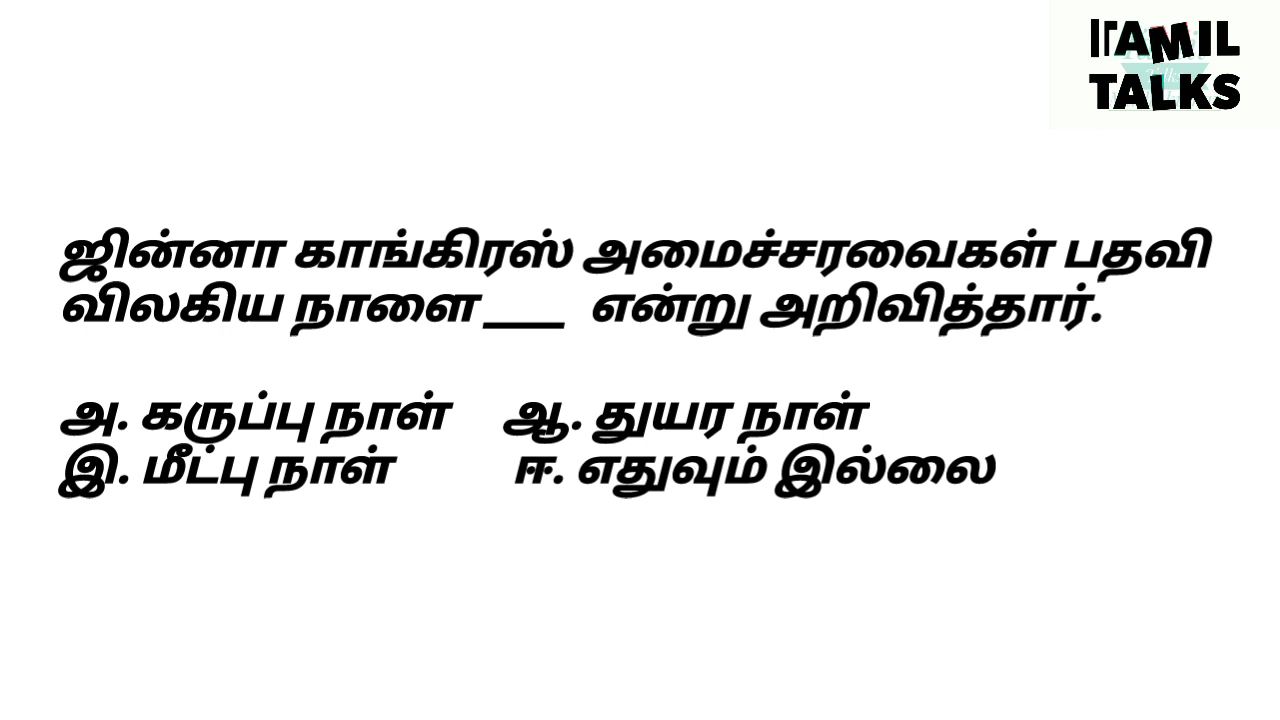 TAMIL
TALKS
ஜின்னா காங்கிரஸ் அமைச்சரவைகள் பதவி
விலகிய நாளை ___ என்று அறிவித்தார்.
அ. கருப்பு நாள் ஆ. துயர நாள்
இ. மீட்பு நாள் ஈ. எதுவும் இல்லை